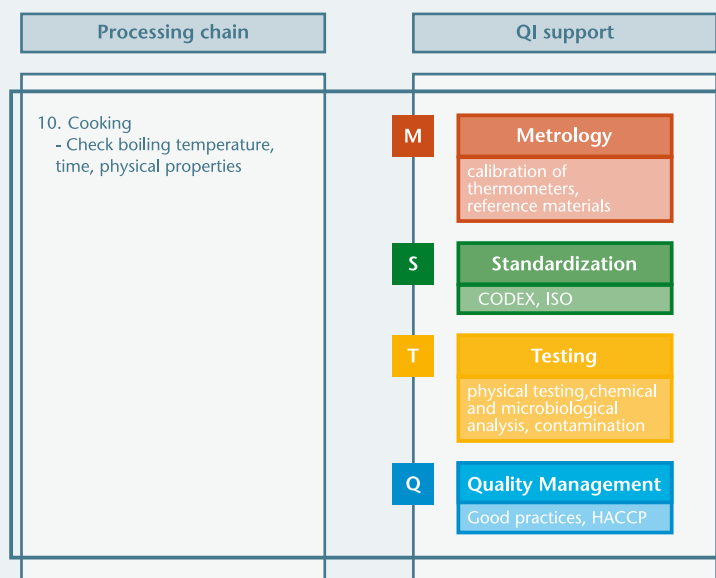 Processing chain
QI support
10. Cooking
- Check boiling temperature,
time, physical properties
M
Metrology
calibration of
thermometers,
reference materials
S
Standardization
CODEX, ISO
T
Testing
physical testing,chemical
and microbiological
analysis, contamination
Q
Quality Management
Good practices, HACCP